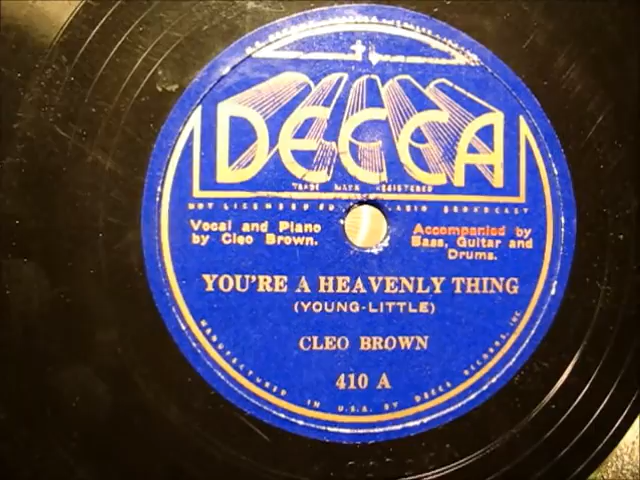 DECCA
TRADE MARK REGISTERED
NOT LICENSED FOR RADIO BROADCAST
Vocal and Piano
by Cleo Brown.
Accompanied by
Bass, Guitar and
Drums.
YOU'RE A HEAVENLY THING
(YOUNG-LITTLE)
CLEO BROWN
410 A
MANUFACTURED IN U.S.A. BY DECCA RECORDS, INC.